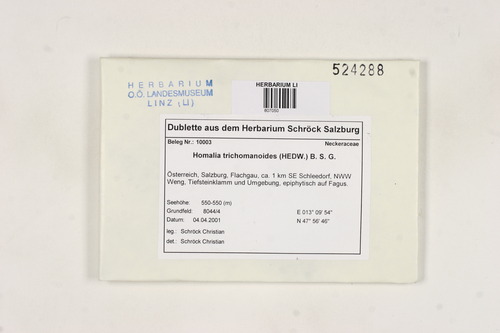 524288
HERBARIUM
O.Ö. LANDESMUSEUM
LINZ (LI)
HERBARIUM LI
Dublette aus dem Herbarium Schröck Salzburg
Beleg Nr.: 10003 Neckeraceae
Homalia trichomanoides (HEDW.) B. S. G.
Österreich, Salzburg, Flachgau, ca. 1 km SE Schleedorf, NWW
Weng, Tiefsteinklamm und Umgebung, epiphytisch auf Fagus.
Seehöhe: 550-550 (m)
Grundfeld: 8044/4 E 013° 09' 54"
Datum: 04.04.2001 N 47° 56' 46"
leg.: Schröck Christian
det.: Schröck Christian